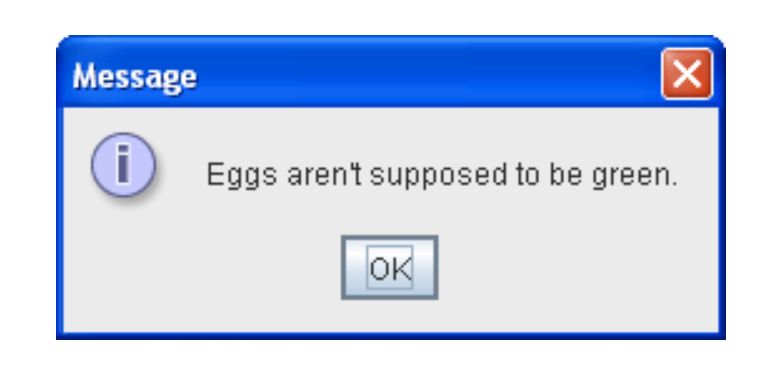 Message
Eggs aren't supposed to be green.
OK